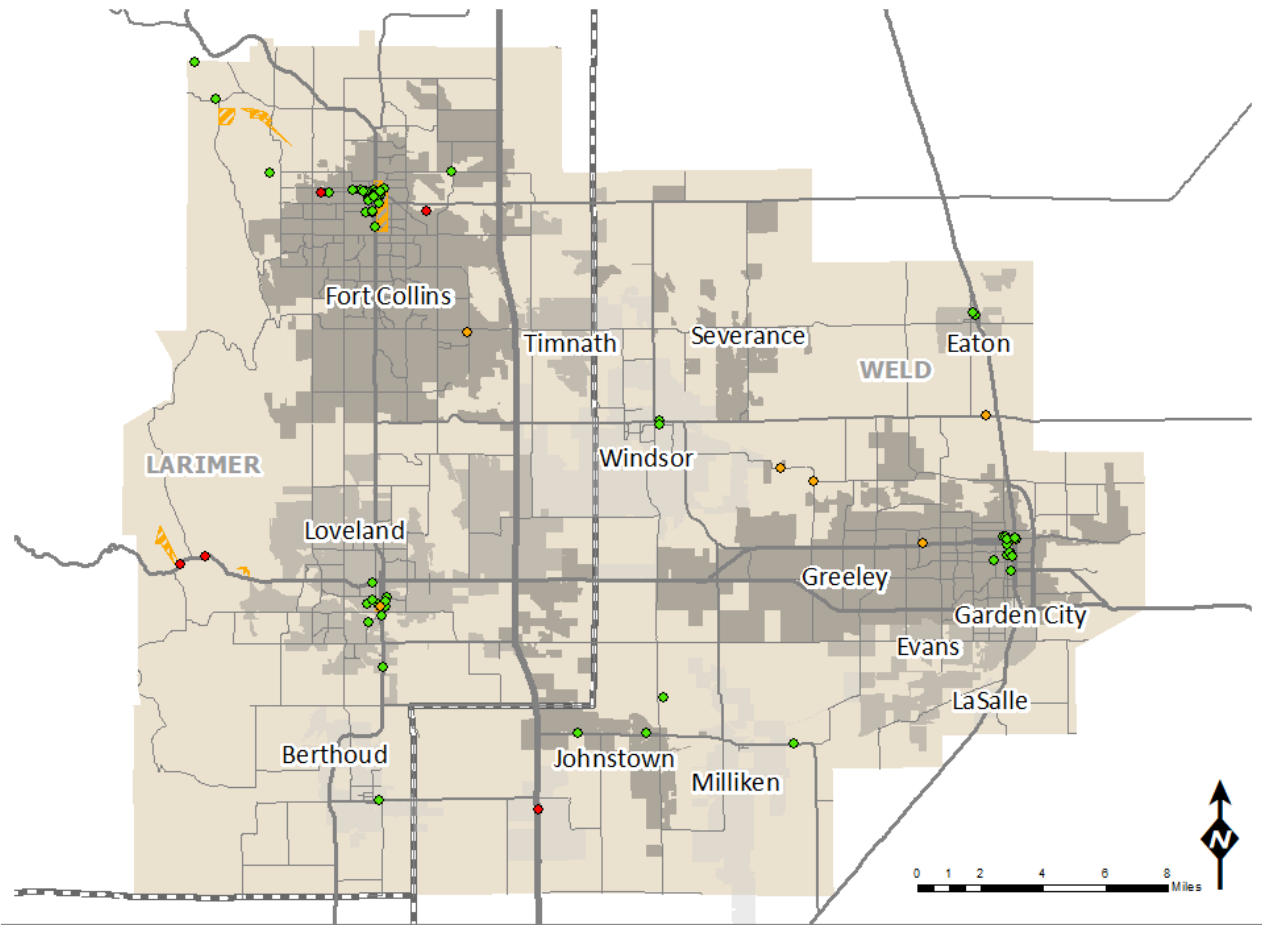 Fort Collins
Timnath
Severance
Eaton
WELD
LARIMER
Windsor
Loveland
Greeley
Garden City
Evans
LaSalle
Berthoud
Johnstown
Milliken
N
0 1 2 4 6 8
Miles